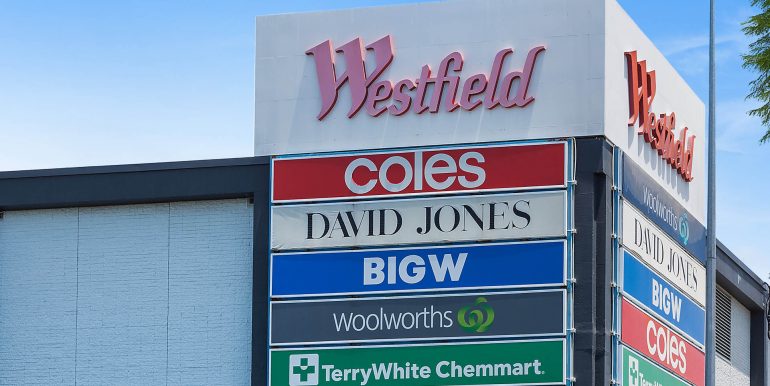 Westfield
coles
DAVID JONES
BIGW
Woolworths
TerryWhite Chemmart.
Westfield
Woolworths
DAVID JONES
BIGW
coles